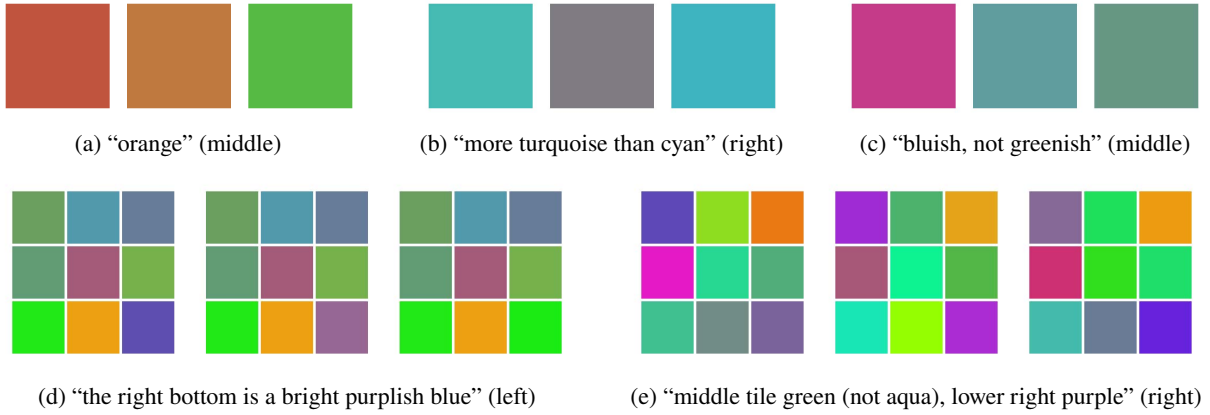 (a) “orange” (middle)
(b) “more turquoise than cyan” (right)
(c) “bluish, not greenish” (middle)
(d) “the right bottom is a bright purplish blue” (left)
(e) “middle tile green (not aqua), lower right purple” (right)